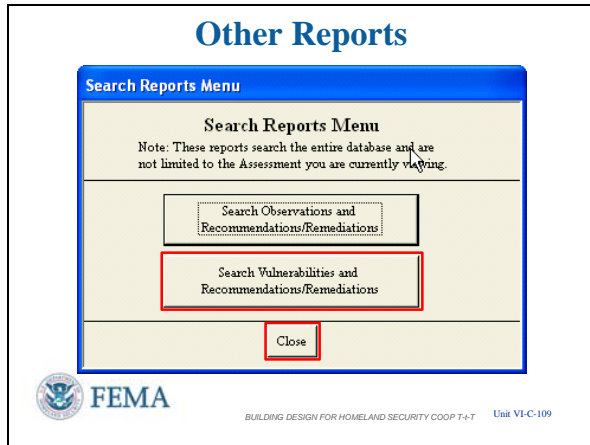 Other Reports
Search Reports Menu
Search Reports Menu
Note: These reports search the entire database and are
not limited to the Assessment you are currently viewing.
Search Observations and
Recommendations/Remediations
Search Vulnerabilities and
Recommendations/Remediations
Close
FEMA
BUILDING DESIGN FOR HOMELAND SECURITY COOP T-t-T
Unit VI-C-109